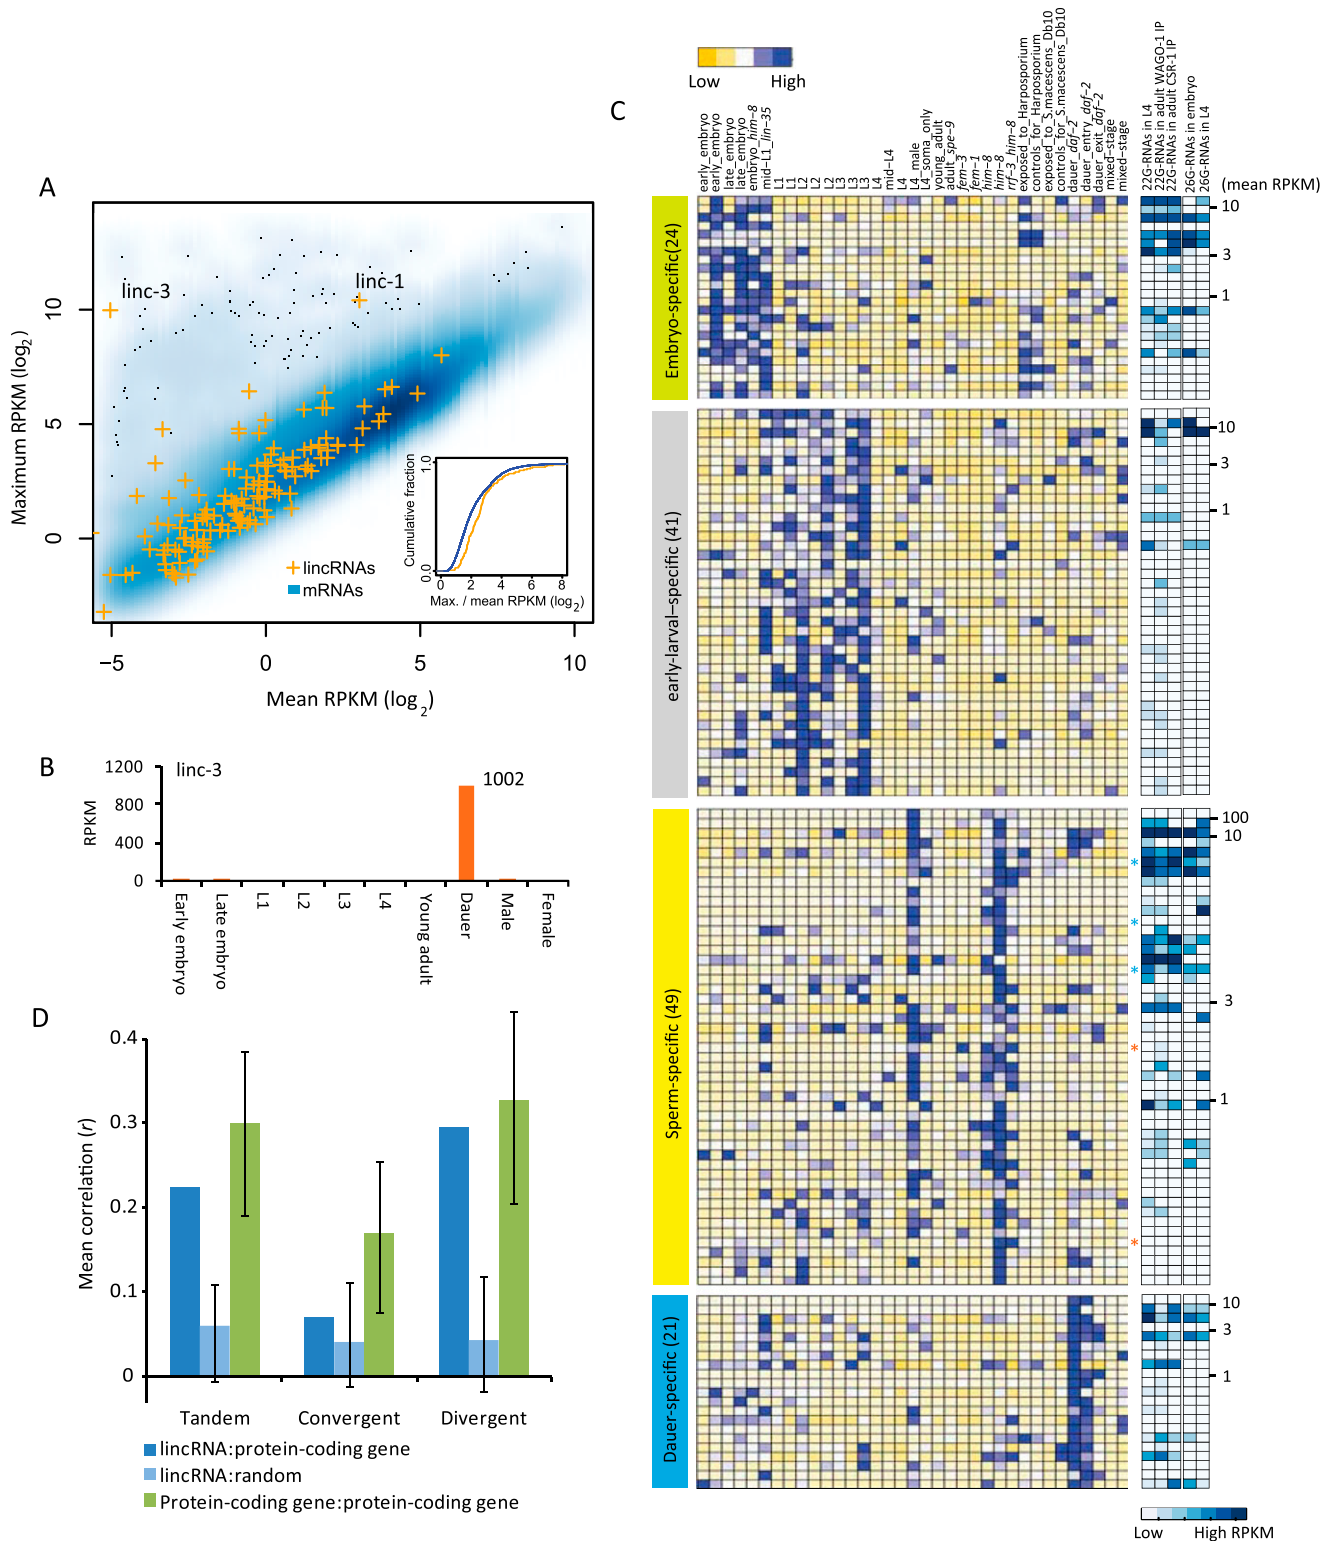 A
linc-3
linc-1
Maximum RPKM (log2)
10
5
0
Cumulative fraction
1.0
0.0
0 2 4 6 8
Max. / mean RPKM (log2)
lincRNAs
mRNAs
−5 0 5 10
Mean RPKM (log2)
B
linc-3
RPKM
1200
800
400
0
1002
Early embryo
Late embryo
L1
L2
L3
L4
Young adult
Dauer
Male
Female
D
Mean correlation (r)
0.4
0.3
0.2
0.1
0
Tandem Convergent Divergent
lincRNA:protein-coding gene
lincRNA:random
Protein-coding gene:protein-coding gene
C
Low High
early_embryo
early_embryo
late_embryo
late_embryo
embryo_him−8
mid−L1_lin−35
L1
L1
L2
L2
L2
L3
L3
L3
L4
mid−L4
L4
L4_male
L4_soma_only
young_adult
adult_spe−9
fem−3
fem−1
him−8
him−8
rrf−3_him−8
exposed_to_Harposporium
controls_for_Harposporium
exposed_to_S.macescens_Db10
controls_for_S.macescens_Db10
dauer_daf−2
dauer_entry_daf−2
dauer_exit_daf−2
mixed−stage
mixed−stage
22G-RNAs in L4
22G-RNAs in adult WAGO-1 IP
22G-RNAs in adult CSR-1 IP
26G-RNAs in embryo
26G-RNAs in L4
(mean RPKM)
Embryo-specific(24)
10
3
1
early-larval–specific (41)
10
3
1
Sperm-specific (49)
100
10
3
1
*
*
*
*
*
Dauer-specific (21)
10
3
1
Low High RPKM